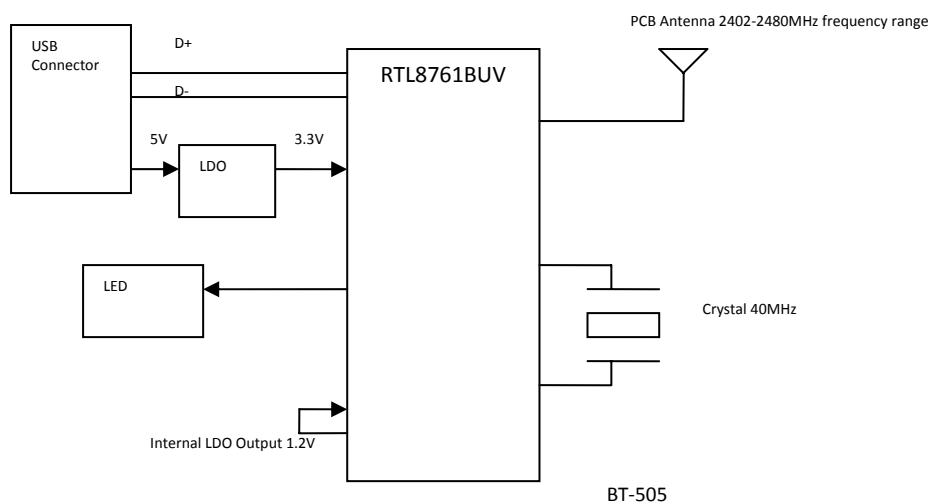 PCB Antenna 2402-2480MHz frequency range
USB
Connector
D+
D-
RTL8761BUV
5V
3.3V
LDO
LED
Crystal 40MHz
Internal LDO Output 1.2V
BT-505